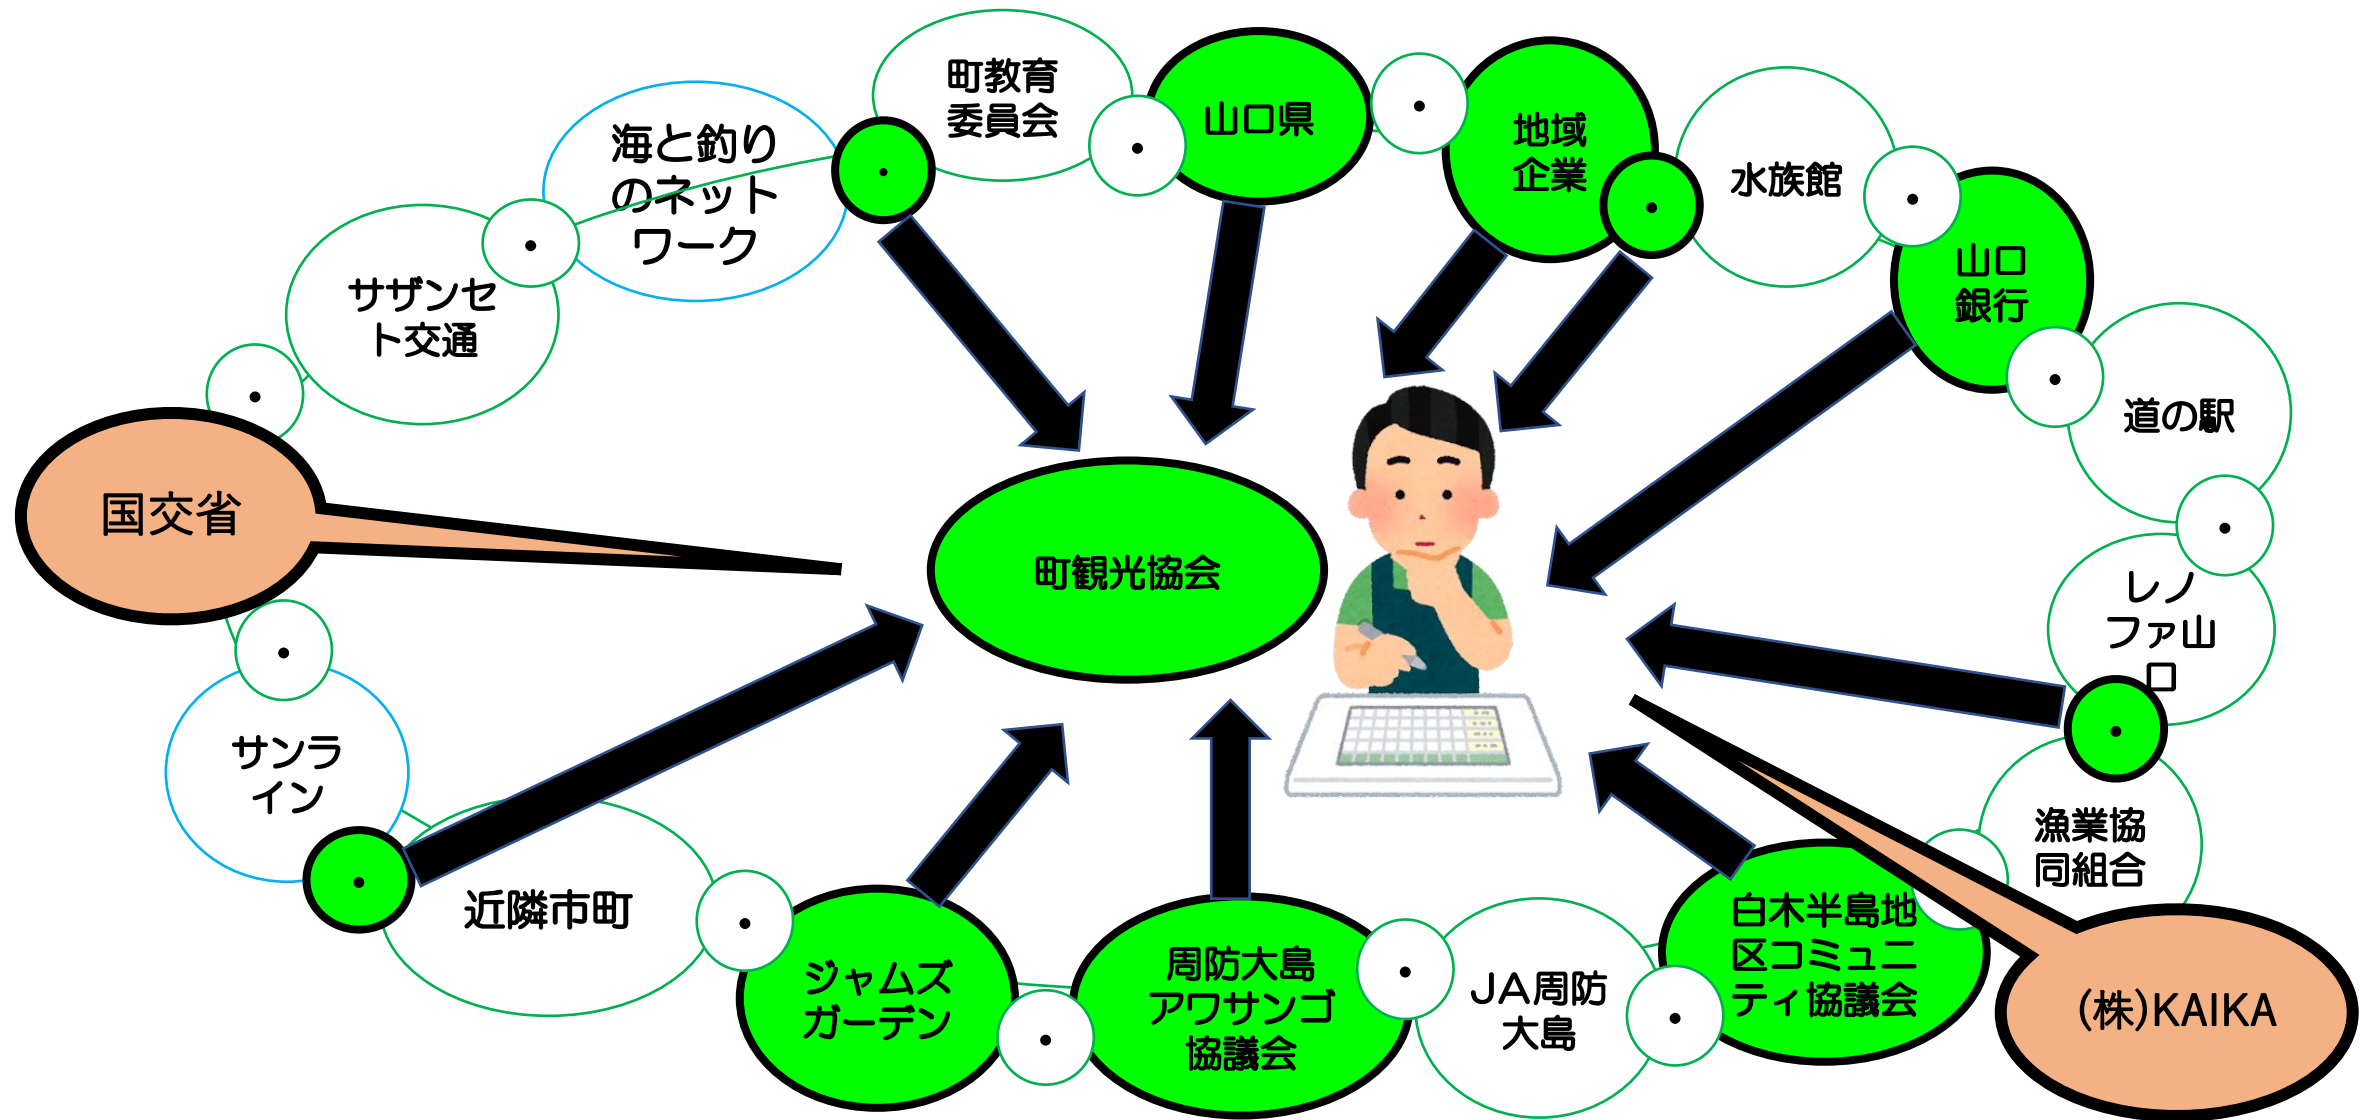 町教育
委員会
山口県
地域
企業
水族館
山口
銀行
道の駅
レノ
ファ山
口
漁業協
同組合
白木半島地
区コミュニ
ティ協議会
(株)KAIKA
JA周防
大島
周防大島
アワサンゴ
協議会
ジャムズ
ガーデン
近隣市町
サンラ
イン
国交省
サザンセ
ト交通
海と釣り
のネット
ワーク
町観光協会